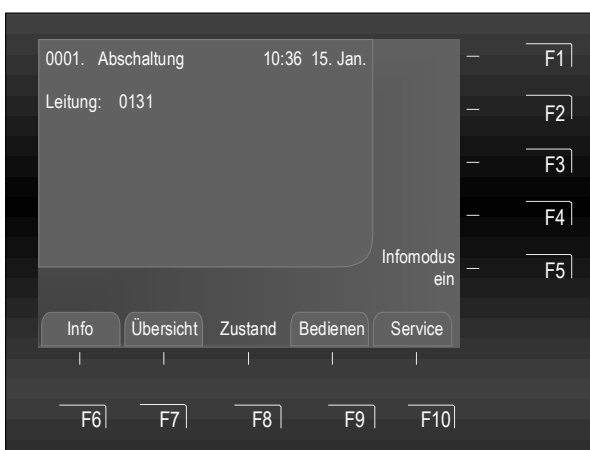 0001. Abschaltung 10:36 15. Jan.
Leitung: 0131
Infomodus
ein
F1
F2
F3
F4
F5
Info Übersicht Zustand Bedienen Service
F6 F7 F8 F9 F10